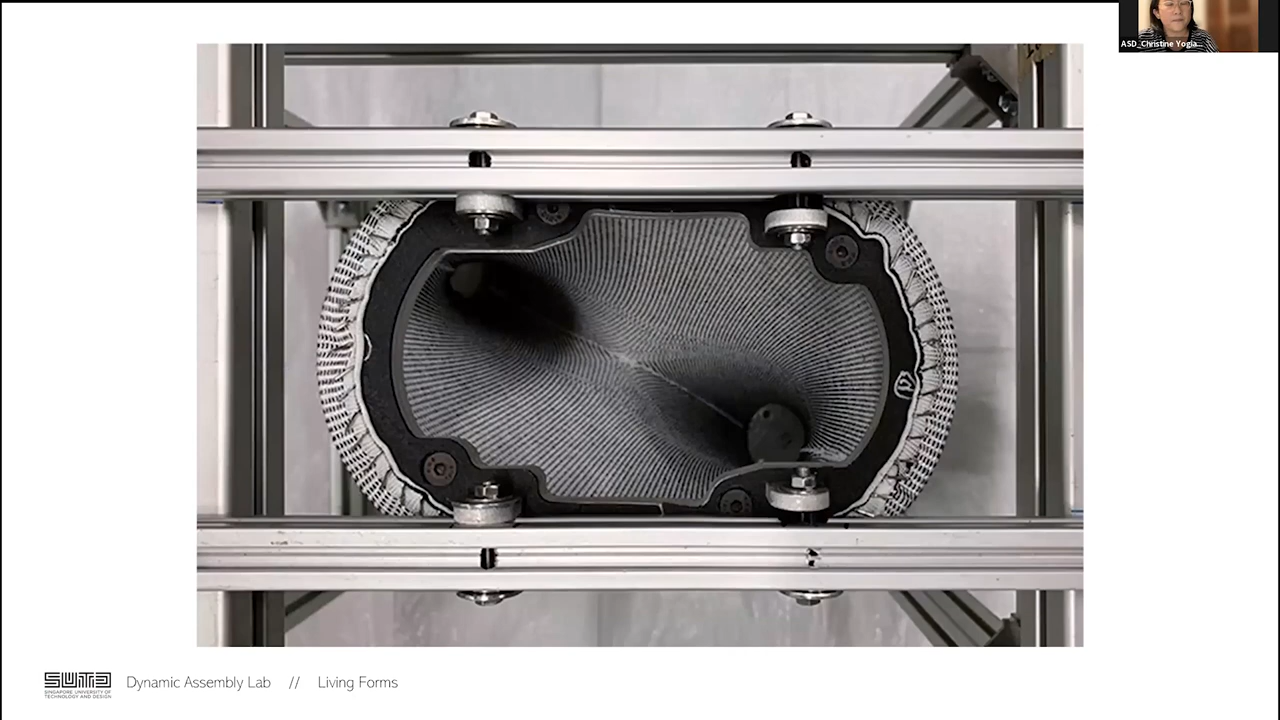 ASD_Christine Yogia...
SUTD
SINGAPORE UNIVERSITY OF
TECHNOLOGY AND DESIGN
Dynamic Assembly Lab // Living Forms